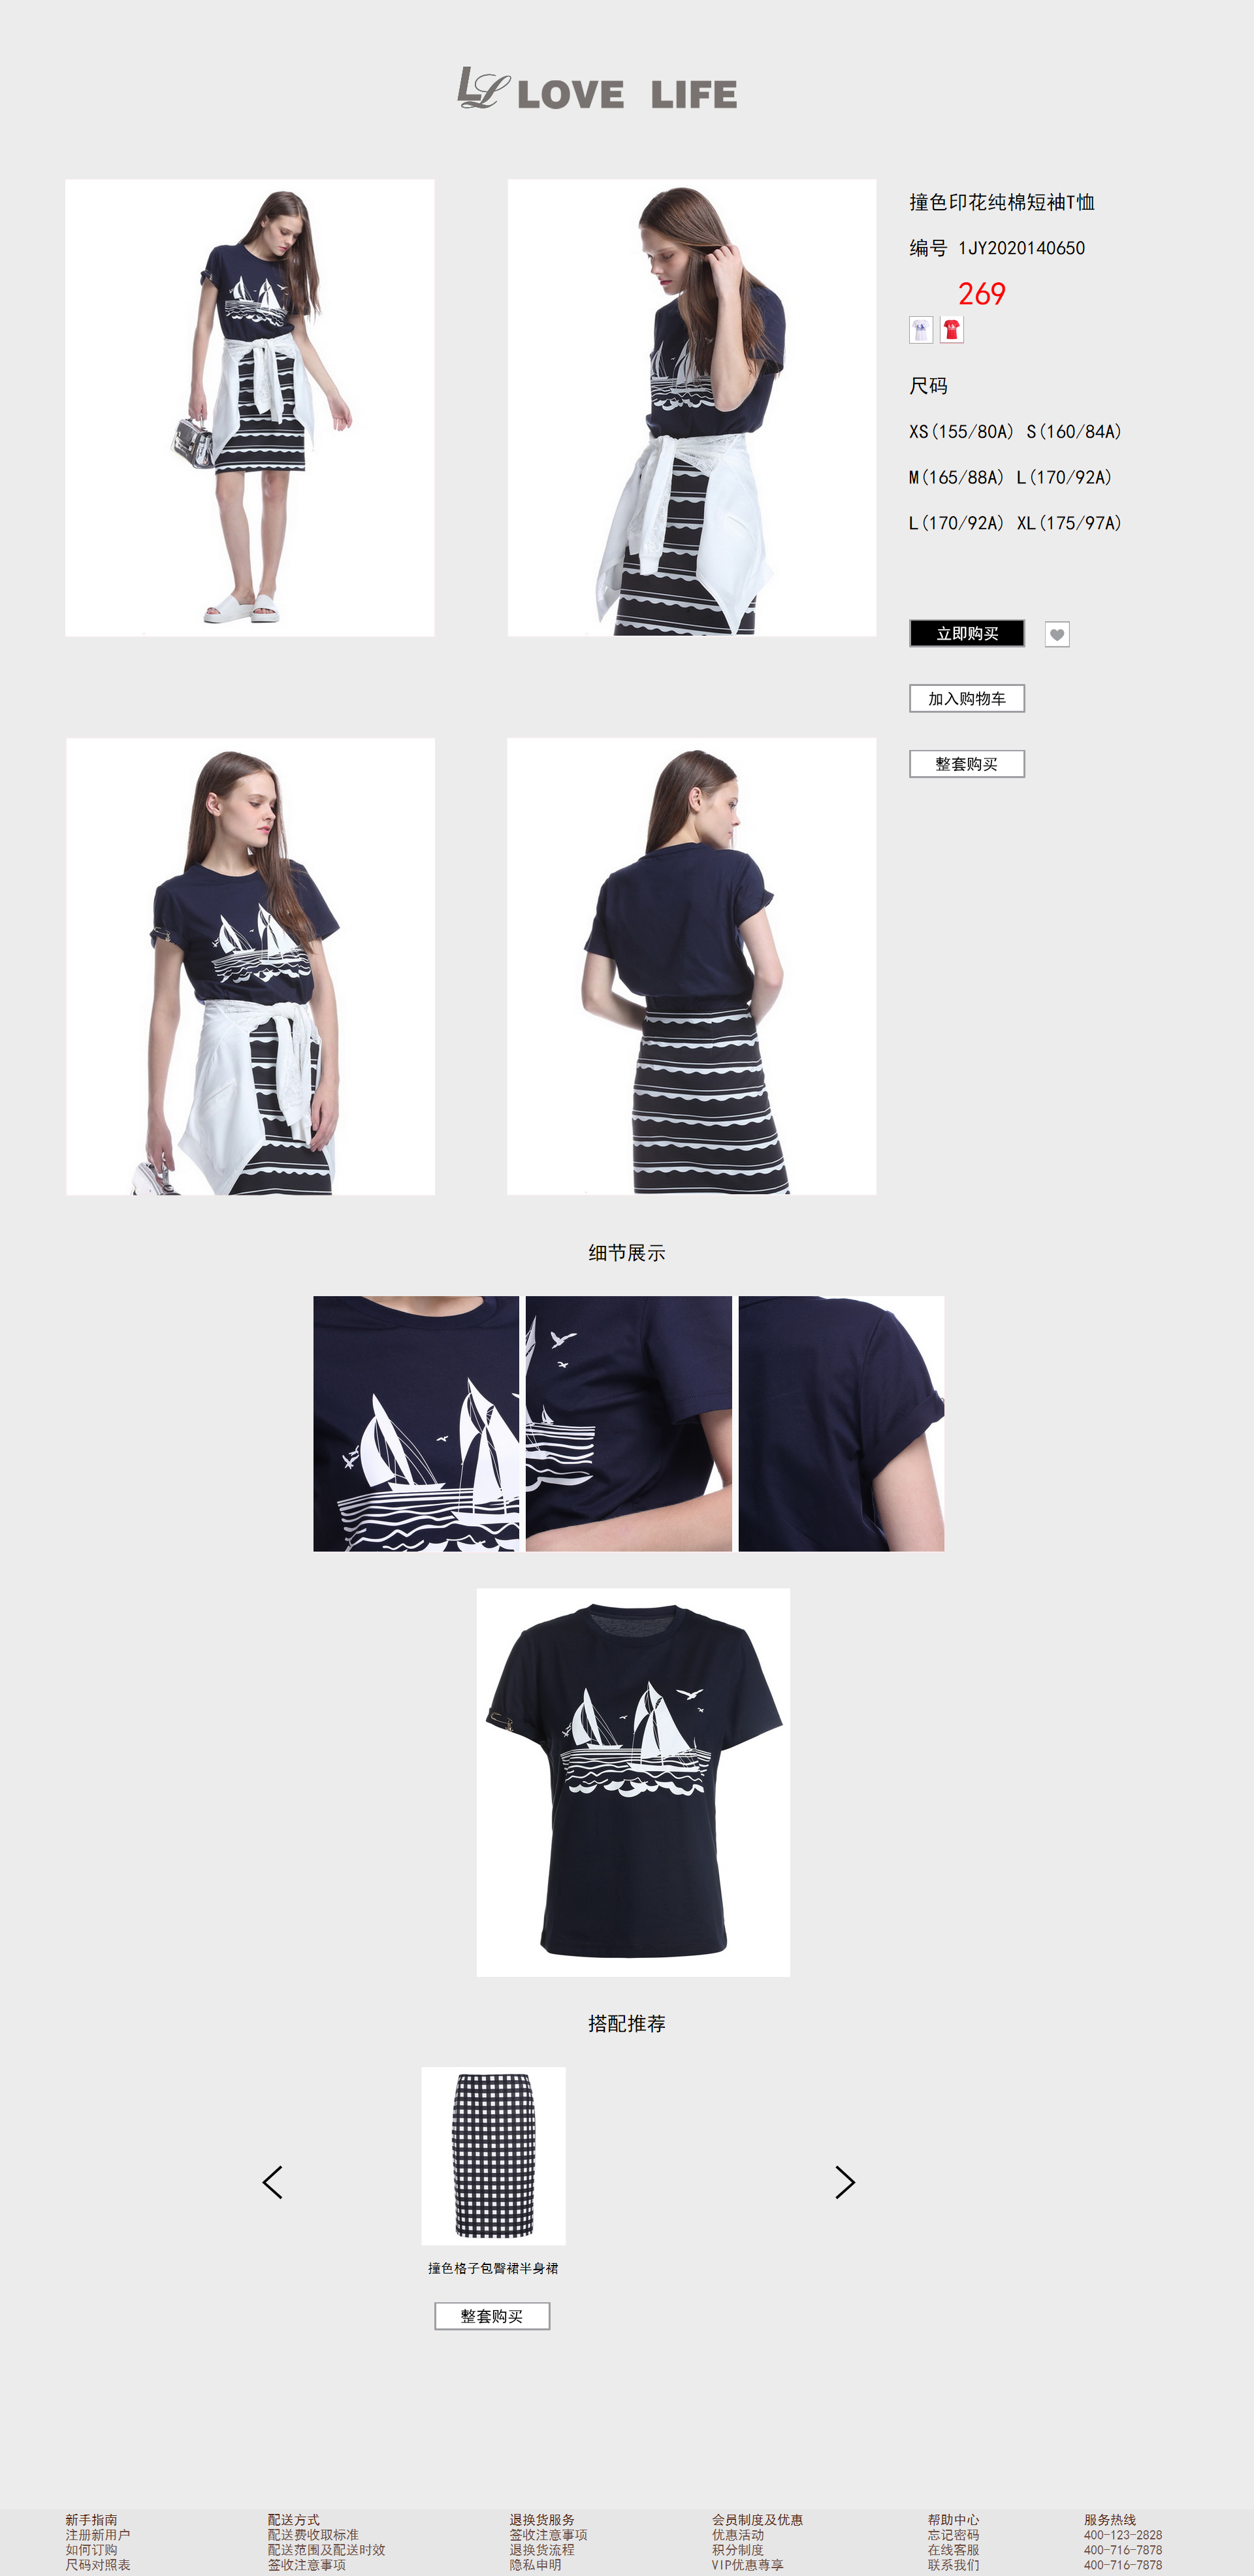 LL LOVE LIFE
撞色印花纯棉短袖T恤
编号 1JY2020140650
269
尺码
XS(155/80A) S(160/84A)
M(165/88A) L(170/92A)
L(170/92A) XL(175/97A)
立即购买
加入购物车
整套购买
细节展示
搭配推荐
撞色格子包臀裙半身裙
整套购买
新手指南 配送方式 退换货服务 会员制度及优惠 帮助中心 服务热线
注册新用户 配送费收取标准 签收注意事项 优惠活动 忘记密码 400-123-2828
如何订购 配送范围及配送时效 退换货流程 积分制度 在线客服 400-716-7878
尺码对照表 签收注意事项 隐私申明 VIP优惠尊享 联系我们 400-716-7878